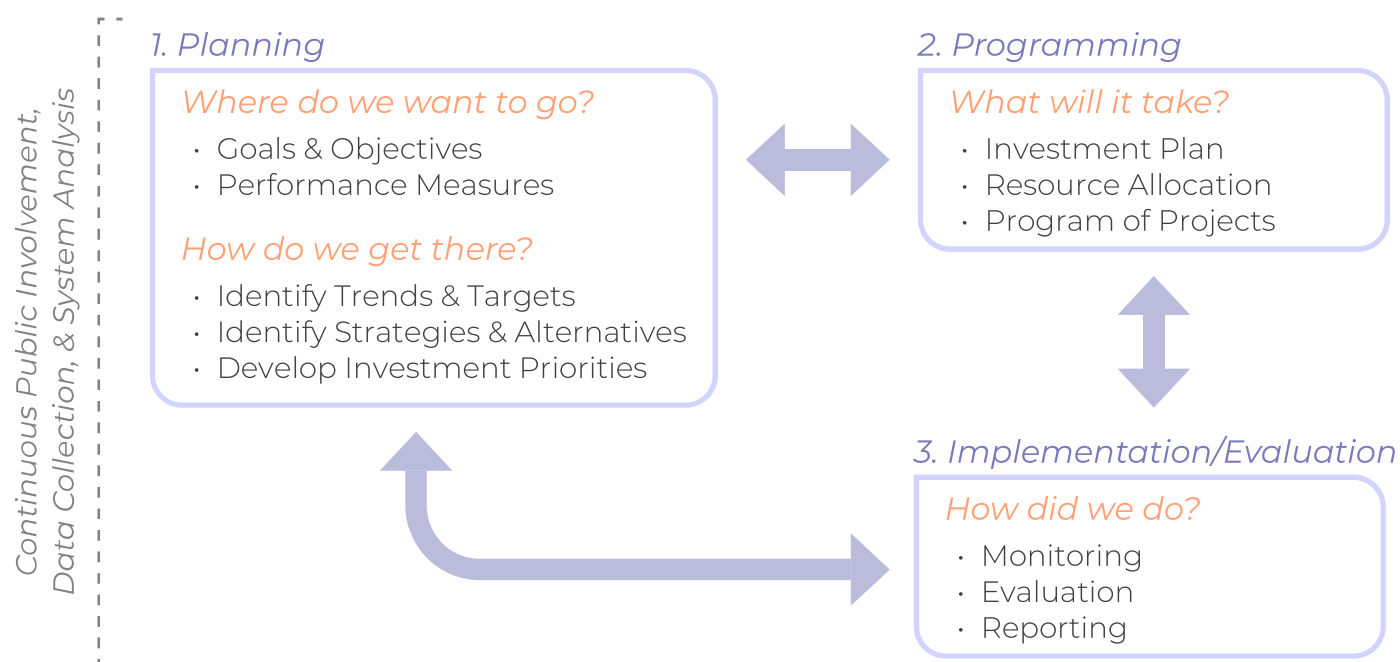 Continuous Public Involvement,
Data Collection, & System Analysis
1. Planning
Where do we want to go?
· Goals & Objectives
· Performance Measures
How do we get there?
· Identify Trends & Targets
· Identify Strategies & Alternatives
· Develop Investment Priorities
2. Programming
What will it take?
· Investment Plan
· Resource Allocation
· Program of Projects
3. Implementation/Evaluation
How did we do?
· Monitoring
· Evaluation
· Reporting